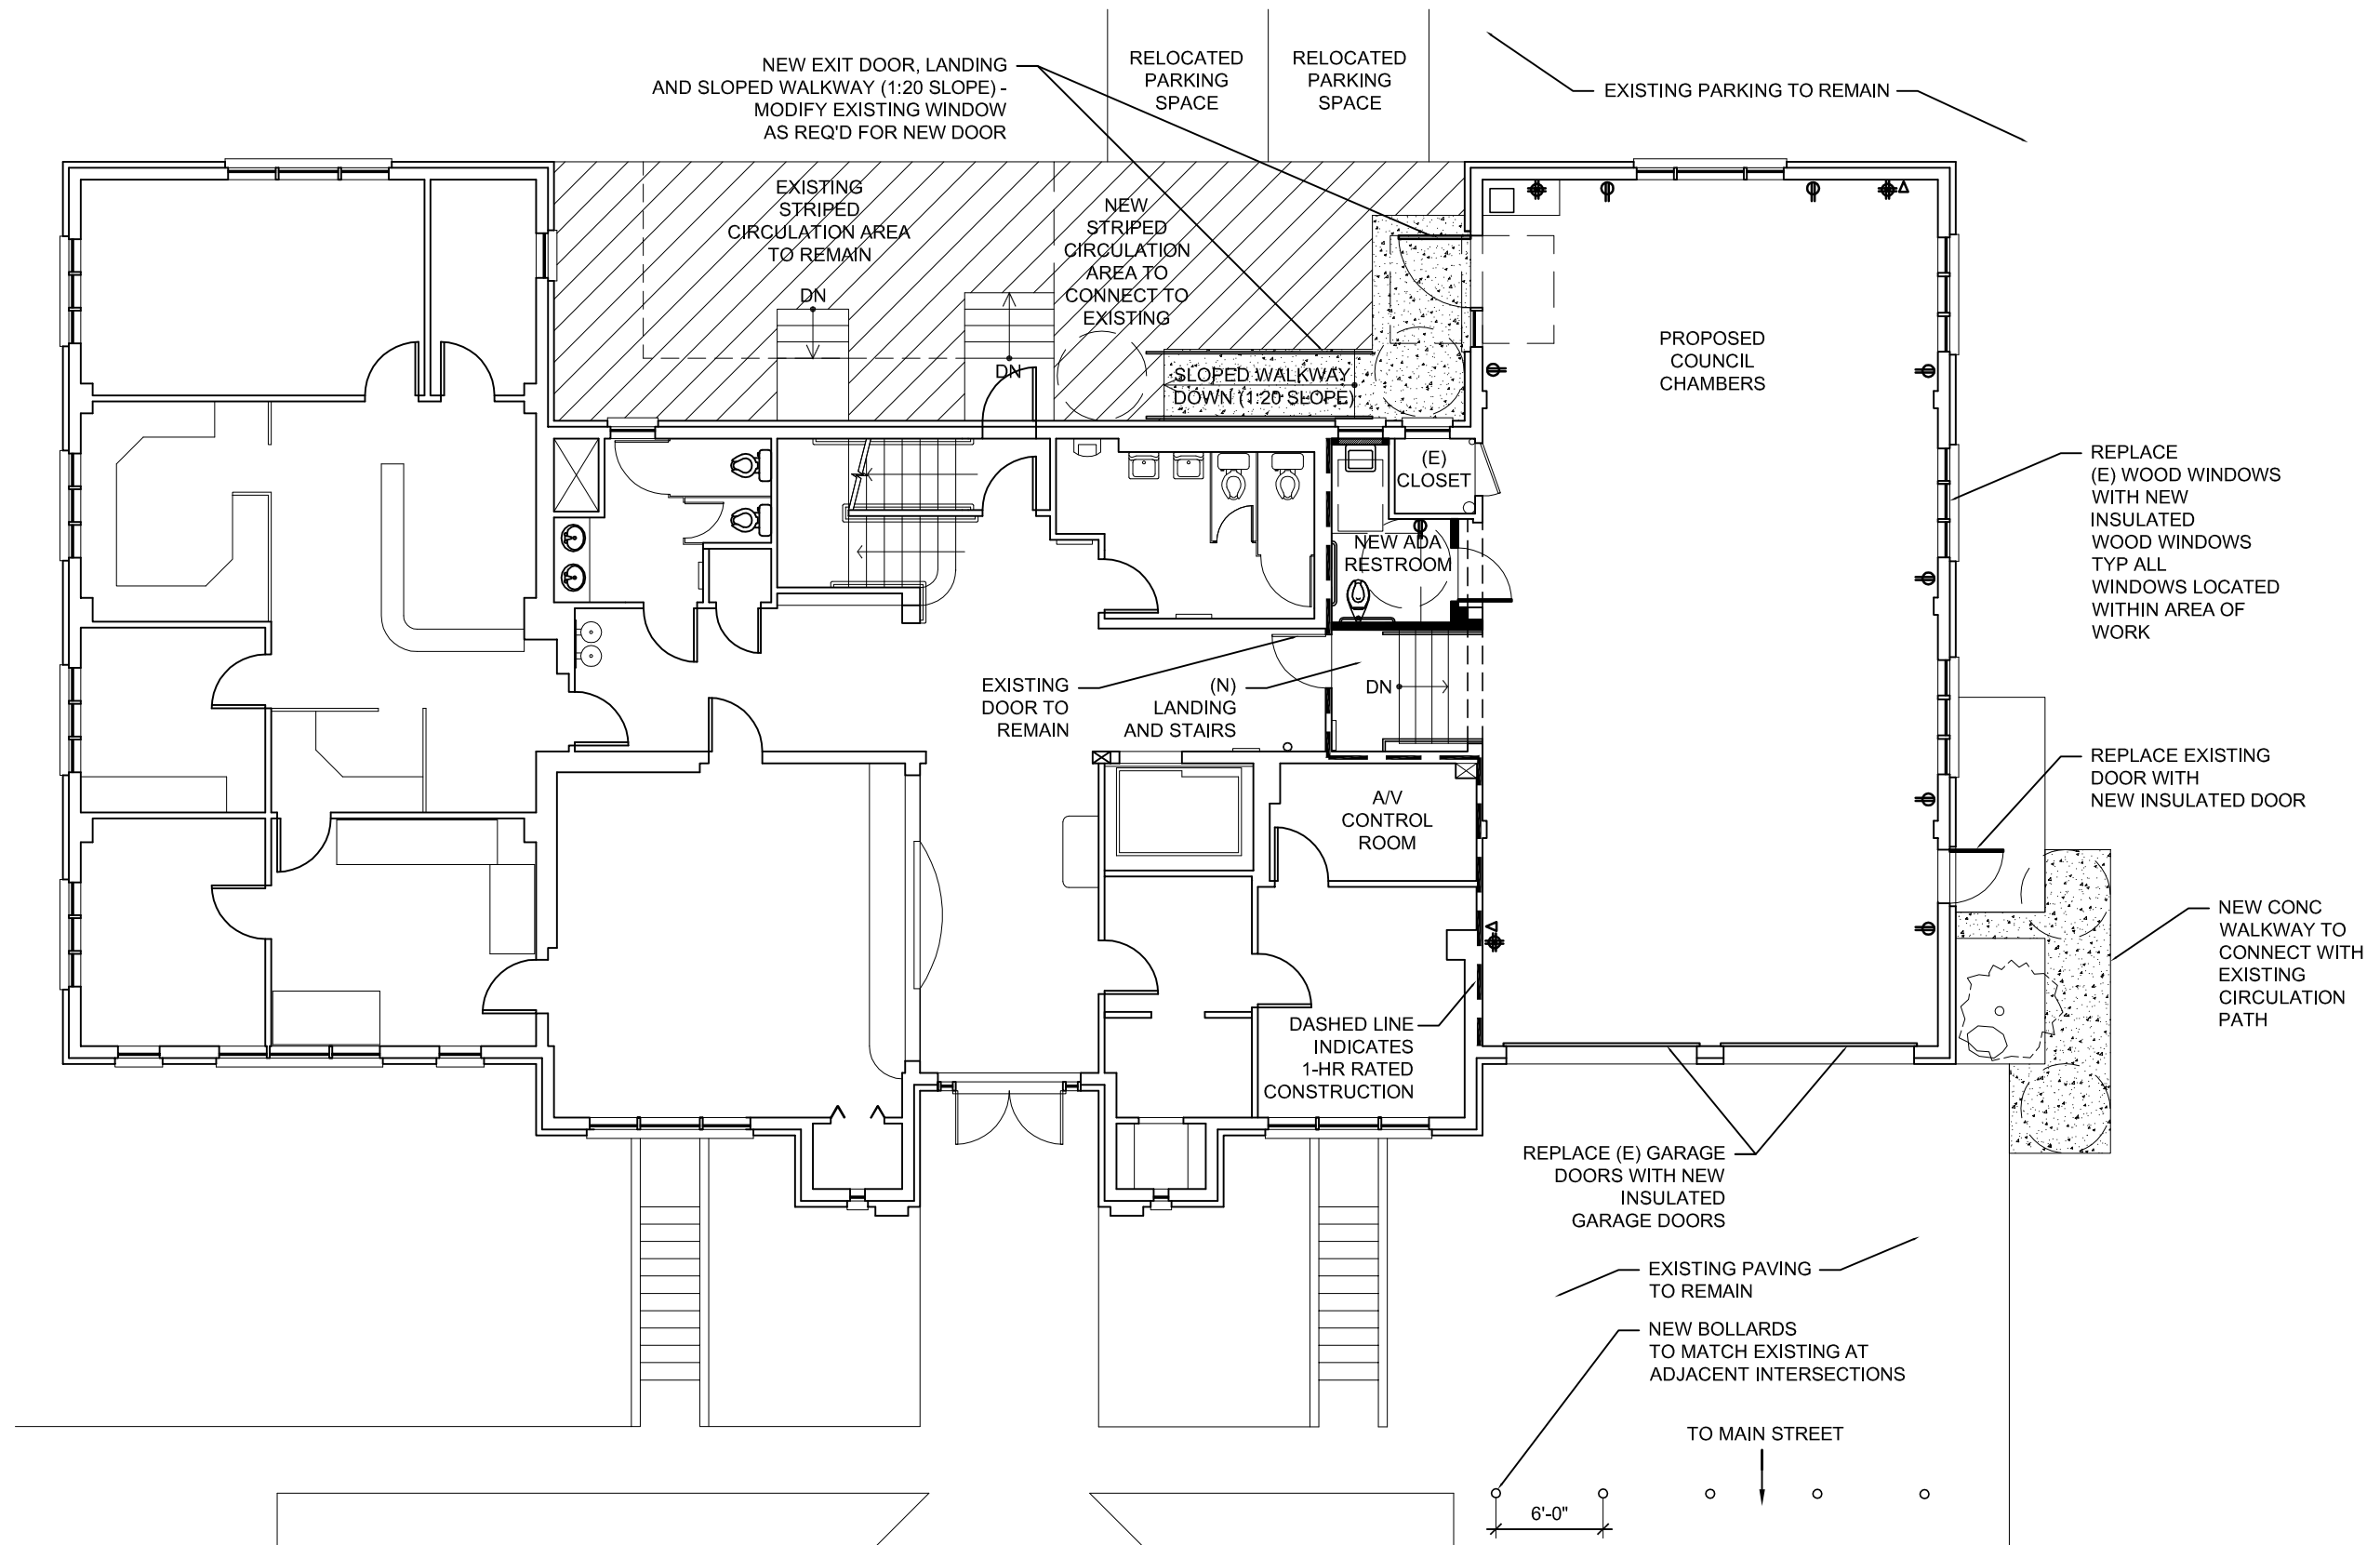 NEW EXIT DOOR, LANDING
AND SLOPED WALKWAY (1:20 SLOPE) -
MODIFY EXISTING WINDOW
AS REQ'D FOR NEW DOOR
RELOCATED
PARKING
SPACE
RELOCATED
PARKING
SPACE
EXISTING PARKING TO REMAIN
EXISTING
STRIPED
CIRCULATION AREA
TO REMAIN
NEW
STRIPED
CIRCULATION
AREA TO
CONNECT TO
EXISTING
DN
DN
SLOPED WALKWAY
DOWN (1:20 SLOPE)
PROPOSED
COUNCIL
CHAMBERS
(E)
CLOSET
NEW ADA
RESTROOM
REPLACE
(E) WOOD WINDOWS
WITH NEW
INSULATED
WOOD WINDOWS
TYP ALL
WINDOWS LOCATED
WITHIN AREA OF
WORK
EXISTING
DOOR TO
REMAIN
(N)
LANDING
AND STAIRS
DN
REPLACE EXISTING
DOOR WITH
NEW INSULATED DOOR
A/V
CONTROL
ROOM
NEW CONC
WALKWAY TO
CONNECT WITH
EXISTING
CIRCULATION
PATH
DASHED LINE
INDICATES
1-HR RATED
CONSTRUCTION
REPLACE (E) GARAGE
DOORS WITH NEW
INSULATED
GARAGE DOORS
EXISTING PAVING
TO REMAIN
NEW BOLLARDS
TO MATCH EXISTING AT
ADJACENT INTERSECTIONS
TO MAIN STREET
6'-0"